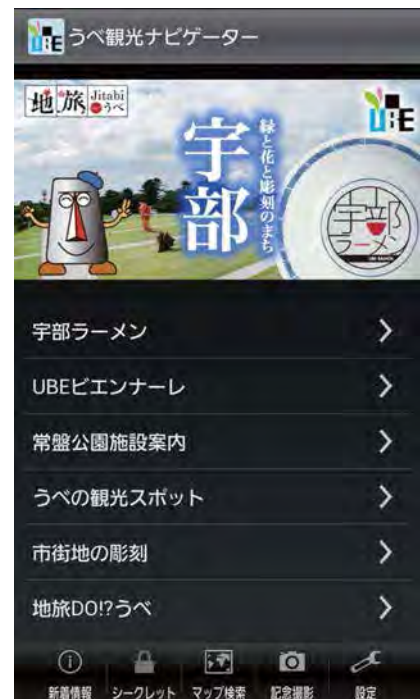 UBE うべ観光ナビゲーター
地旅 Jitabi
うべ
UBE
宇部
緑と花と彫刻のまち
宇部
ラーメン
UBE RAMEN
宇部ラーメン
UBEビエンナーレ
常盤公園施設案内
うべの観光スポット
市街地の彫刻
地旅DO!?うべ
新着情報 シークレット マップ検索 記念撮影 設定